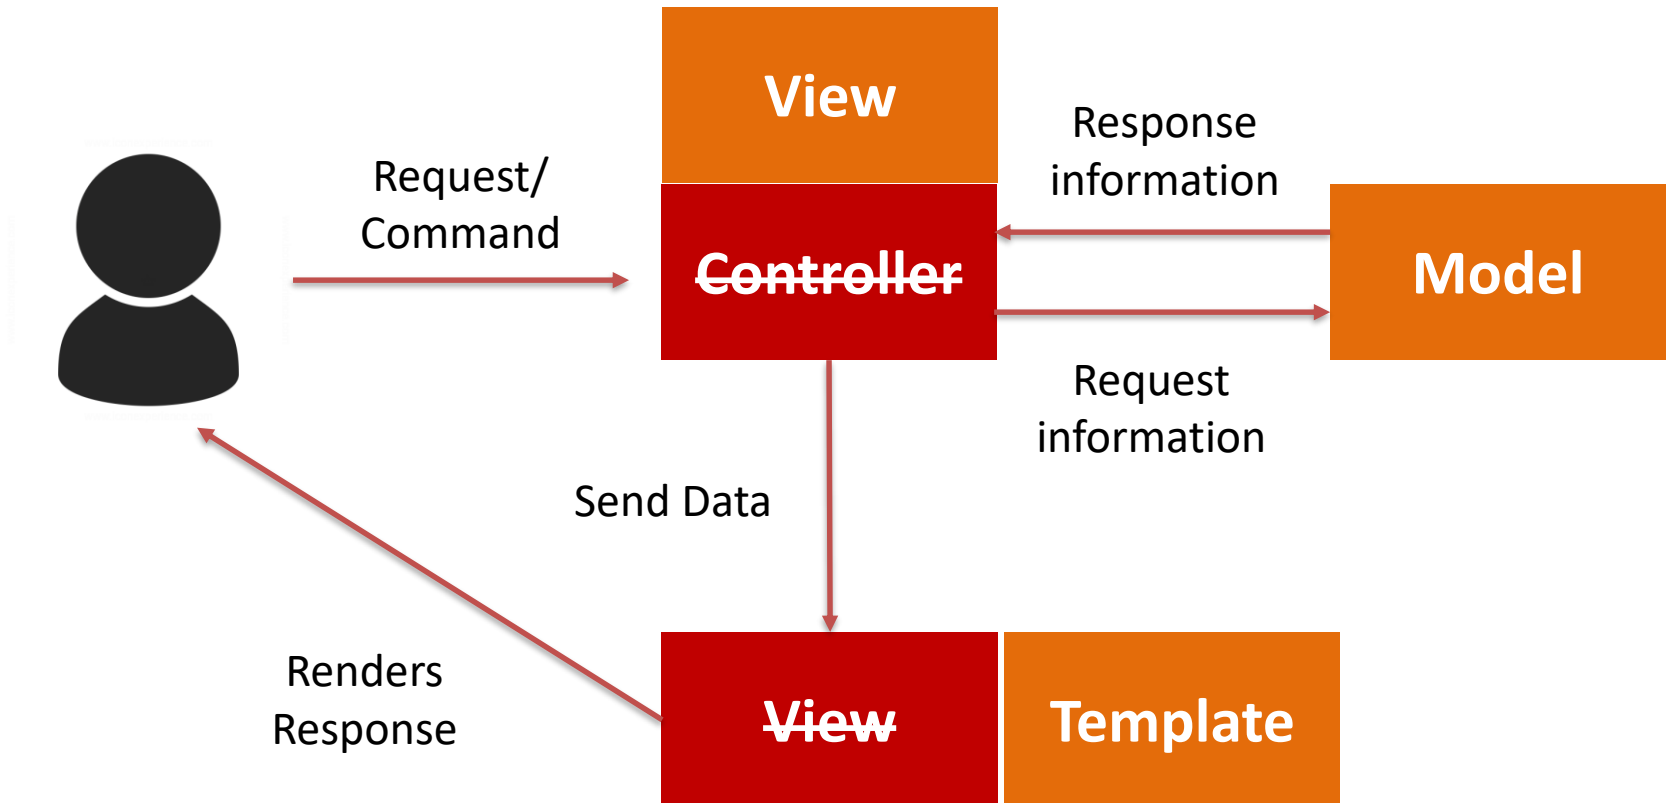 View
Response
information
Request/
Command
Controller
Model
Request
information
Send Data
Renders
Response
View
Template